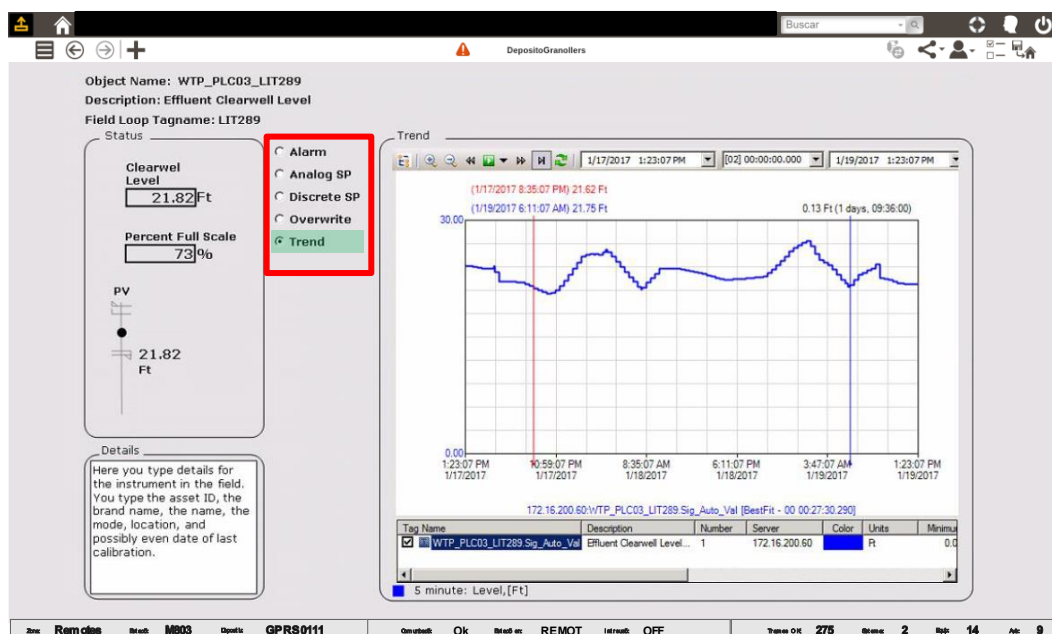 Buscar
DepositoGranollers
Object Name: WTP_PLC03_LIT289
Description: Effluent Clearwell Level
Field Loop Tagname: LIT289
Status
Clearwel
Level
21.82 Ft
Percent Full Scale
73 %
PV
21.82
Ft
Alarm
Analog SP
Discrete SP
Overwrite
Trend
Details
Here you type details for
the instrument in the field.
You type the asset ID, the
brand name, the name, the
mode, location, and
possibly even date of last
calibration.
Trend
1/17/2017 1:23:07 PM [02] 00:00:00.000 1/19/2017 1:23:07 PM
(1/17/2017 8:35:07 PM) 21.62 Ft
(1/19/2017 6:11:07 AM) 21.75 Ft 0.13 Ft (1 days, 09:36:00)
30.00
0.00
1:23:07 PM 10:59:07 PM 8:35:07 AM 6:11:07 PM 3:47:07 AM 1:23:07 PM
1/17/2017 1/17/2017 1/18/2017 1/18/2017 1/19/2017 1/19/2017
172.16.200.60:WTP_PLC03_LIT289.Sig_Auto_Val [BestFit - 00 00:27:30.290]
Tag Name Description Number Server Color Units Minimu
WTP_PLC03_LIT289.Sig_Auto_Val Effluent Clearwell Level... 1 172.16.200.60 Ft 0.0
5 minute: Level,[Ft]
Zona: Remotes M803 GPRS0111 Ok REMOT OFF 275 2 14 9